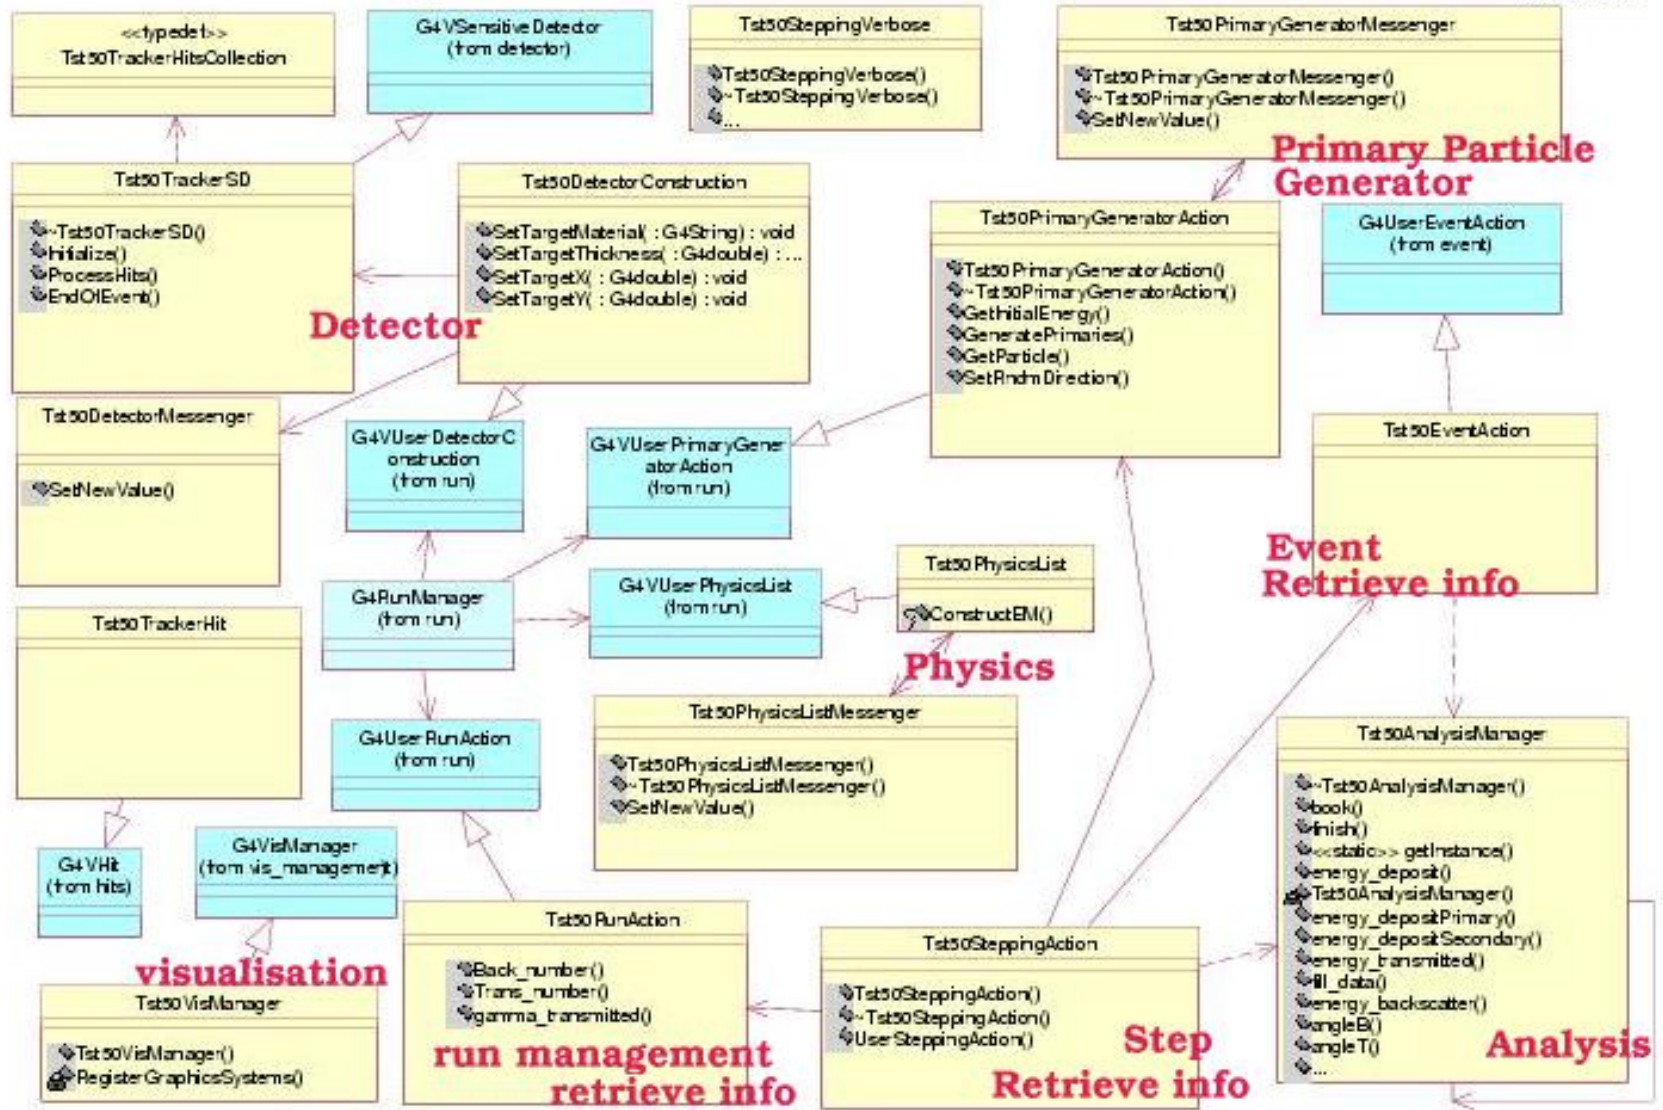 <<typedef>>
Tst50TrackerHitsCollection
G4VSensitiveDetector
(from detector)
Tst50SteppingVerbose
Tst50SteppingVerbose()
~Tst50SteppingVerbose()
...
Tst50PrimaryGeneratorMessenger
Tst50PrimaryGeneratorMessenger()
~Tst50PrimaryGeneratorMessenger()
SetNewValue()
Primary Particle
Generator
Tst50TrackerSD
~Tst50TrackerSD()
Initialize()
ProcessHits()
EndOfEvent()
Tst50DetectorConstruction
SetTargetMaterial( : G4String) : void
SetTargetThickness( : G4double) : ...
SetTargetX( : G4double) : void
SetTargetY( : G4double) : void
Detector
Tst50PrimaryGeneratorAction
Tst50PrimaryGeneratorAction()
~Tst50PrimaryGeneratorAction()
GetInitialEnergy()
GeneratePrimaries()
GetParticle()
SetRndmDirection()
G4UserEventAction
(from event)
Tst50DetectorMessenger
SetNewValue()
G4VUserDetectorC
onstruction
(from run)
G4VUserPrimaryGener
atorAction
(from run)
Tst50EventAction
Event
Retrieve info
G4RunManager
(from run)
G4VUserPhysicsList
(from run)
Tst50PhysicsList
ConstructEM()
Physics
Tst50TrackerHit
G4UserRunAction
(from run)
Tst50PhysicsListMessenger
Tst50PhysicsListMessenger()
~Tst50PhysicsListMessenger()
SetNewValue()
Tst50AnalysisManager
~Tst50AnalysisManager()
book()
finish()
<<static>> getInstance()
energy_deposit()
Tst50AnalysisManager()
energy_depositPrimary()
energy_depositSecondary()
energy_transmitted()
fill_data()
energy_backscatter()
angleB()
angleT()
...
Analysis
G4VHit
(from hits)
G4VisManager
(from vis_management)
visualisation
Tst50VisManager
Tst50VisManager()
RegisterGraphicsSystems()
Tst50RunAction
Back_number()
Trans_number()
gamma_transmitted()
run management
retrieve info
Tst50SteppingAction
Tst50SteppingAction()
~Tst50SteppingAction()
UserSteppingAction()
Step
Retrieve info